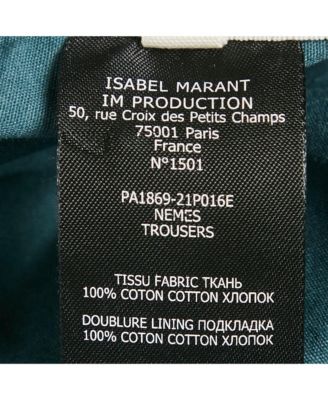 ISABEL MARANT
IM PRODUCTION
50, rue Croix des Petits Champs
75001 Paris
France
N°1501
PA1869-21P016E
NEMES
TROUSERS
TISSU FABRIC ТКАНЬ
100% COTON COTTON ХЛОПОК
DOUBLURE LINING ПОДКЛАДКА
100% COTON COTTON ХЛОПОК